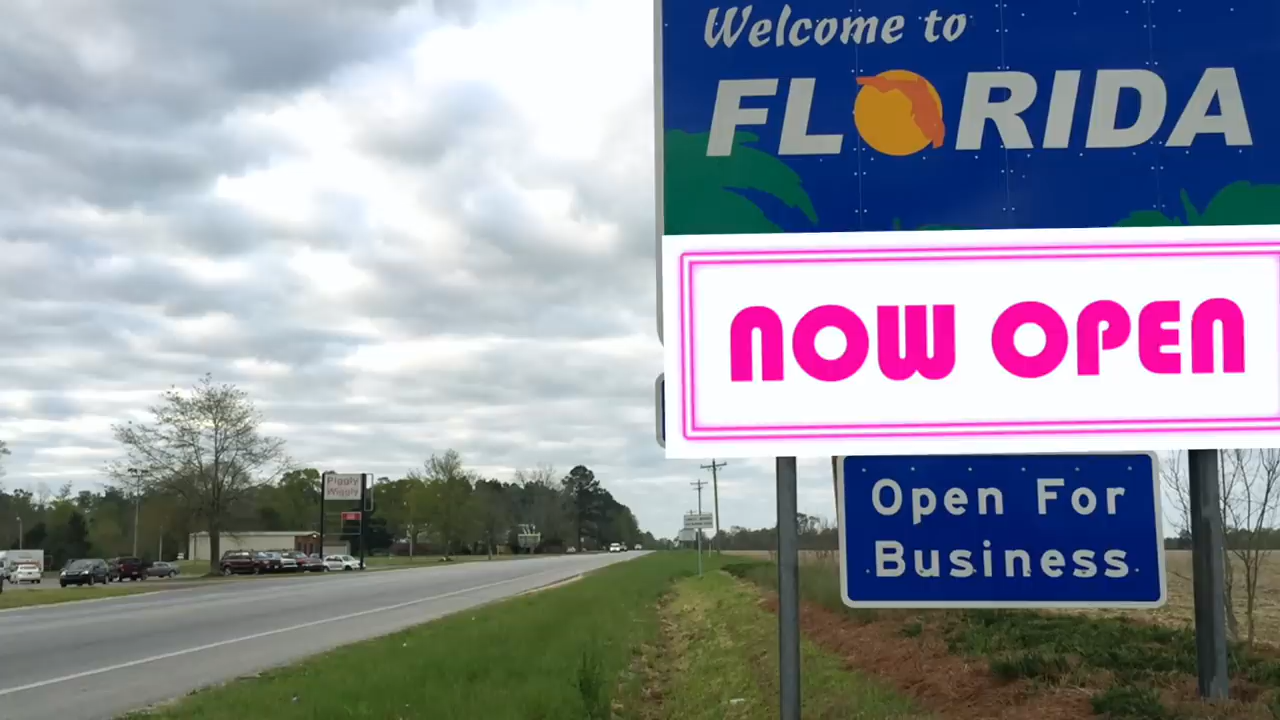 Welcome to
FLORIDA
NOW OPEN
Open For
Business
Piggly
Wiggly